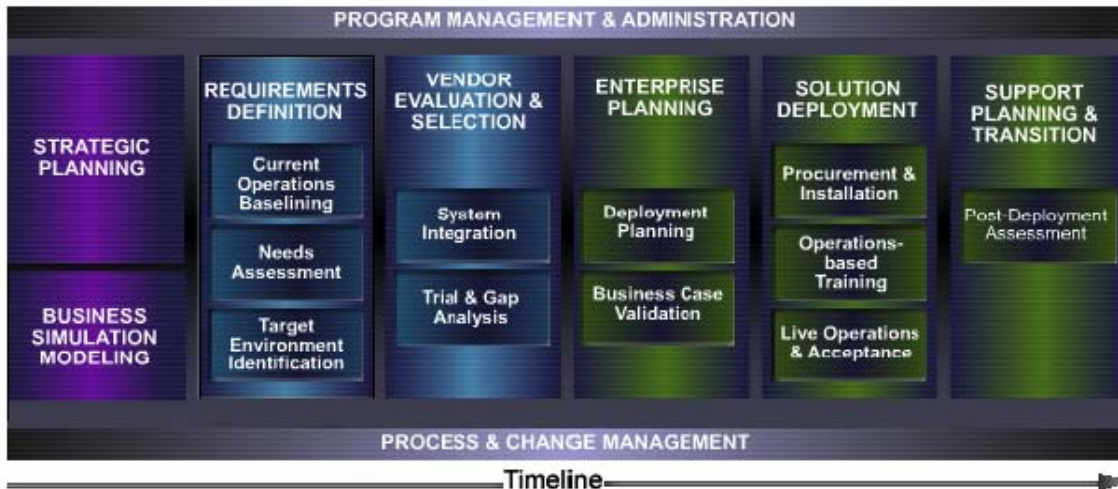 PROGRAM MANAGEMENT & ADMINISTRATION
STRATEGIC
PLANNING
BUSINESS
SIMULATION
MODELING
REQUIREMENTS
DEFINITION
Current
Operations
Baselining
Needs
Assessment
Target
Environment
Identification
VENDOR
EVALUATION &
SELECTION
System
Integration
Trial & Gap
Analysis
ENTERPRISE
PLANNING
Deployment
Planning
Business Case
Validation
SOLUTION
DEPLOYMENT
Procurement &
Installation
Operations-
based
Training
Live Operations
& Acceptance
SUPPORT
PLANNING &
TRANSITION
Post-Deployment
Assessment
PROCESS & CHANGE MANAGEMENT
Timeline